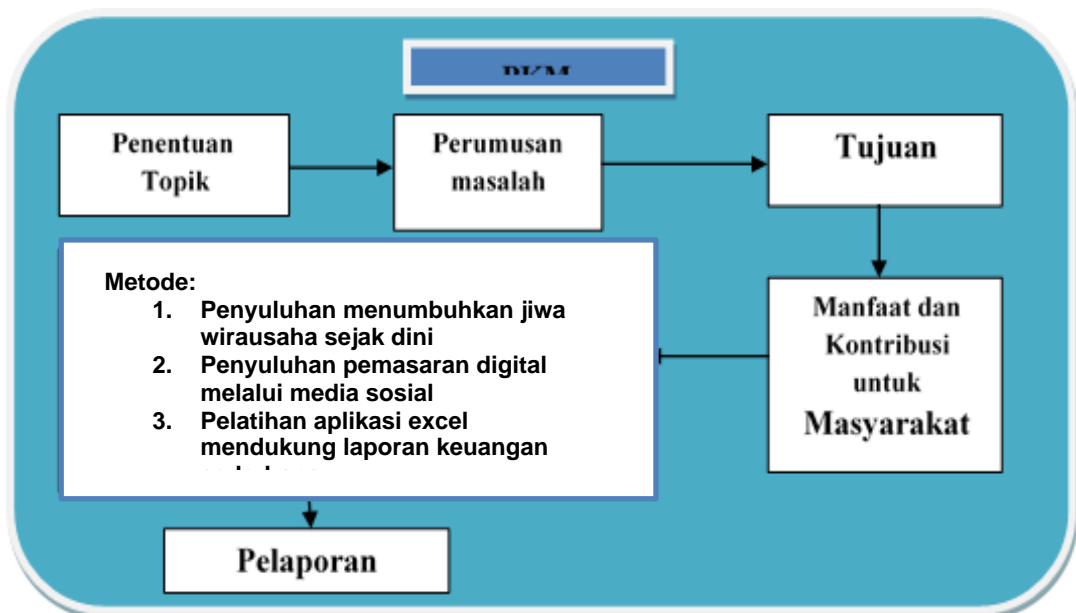 PKM
Penentuan
Topik
Perumusan
masalah
Tujuan
Manfaat dan
Kontribusi
untuk
Masyarakat
Metode:
1. Penyuluhan menumbuhkan jiwa
wirausaha sejak dini
2. Penyuluhan pemasaran digital
melalui media sosial
3. Pelatihan aplikasi excel
mendukung laporan keuangan
Pelaporan